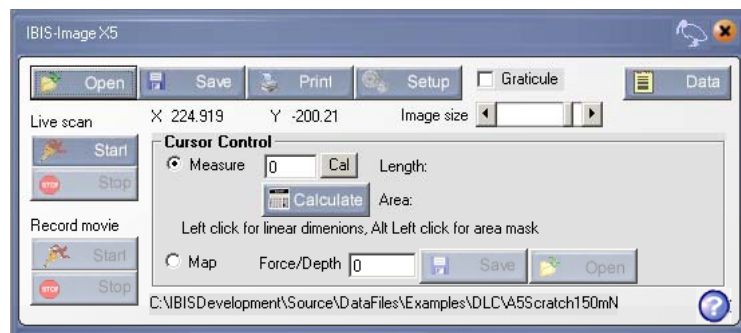 IBIS-Image X5
Open Save Print Setup Graticule Data
Live scan X 224.919 Y -200.21 Image size
Start
Stop
Cursor Control
Measure 0 Cal Length:
Calculate Area:
Left click for linear dimenions, Alt Left click for area mask
Record movie
Start
Stop
Map Force/Depth 0 Save Open
C:\IBISDevelopment\Source\DataFiles\Examples\DLC\A5Scratch150mN